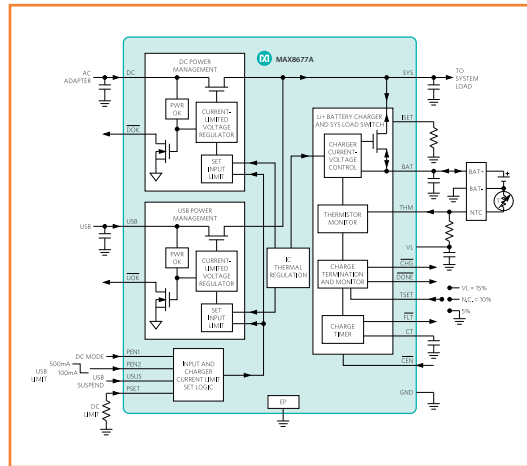 MAX8677A
DC POWER
MANAGEMENT
AC
ADAPTER
DC
PWR
OK
CURRENT-
LIMITED
VOLTAGE
REGULATOR
DOK
SET
INPUT
LIMIT
USB POWER
MANAGEMENT
USB
USB
PWR
OK
CURRENT-
LIMITED
VOLTAGE
REGULATOR
UOK
SET
INPUT
LIMIT
IC
THERMAL
REGULATION
DC MODE
500mA
100mA
USB
LIMIT
USB
SUSPEND
DC
LIMIT
PEN1
PEN2
USUS
PSET
INPUT AND
CHARGER
CURRENT LIMIT
SET LOGIC
EP
SYS
TO
SYSTEM
LOAD
Li+ BATTERY CHARGER
AND SYS LOAD SWITCH
ISET
CHARGER
CURRENT-
VOLTAGE
CONTROL
BAT
BAT+
BAT-
T
NTC
THERMISTOR
MONITOR
THM
VL
CHARGE
TERMINATION
AND MONITOR
CHG
DONE
TSET
VL = 15%
N.C. = 10%
5%
CHARGE
TIMER
FLT
CT
CEN
GND